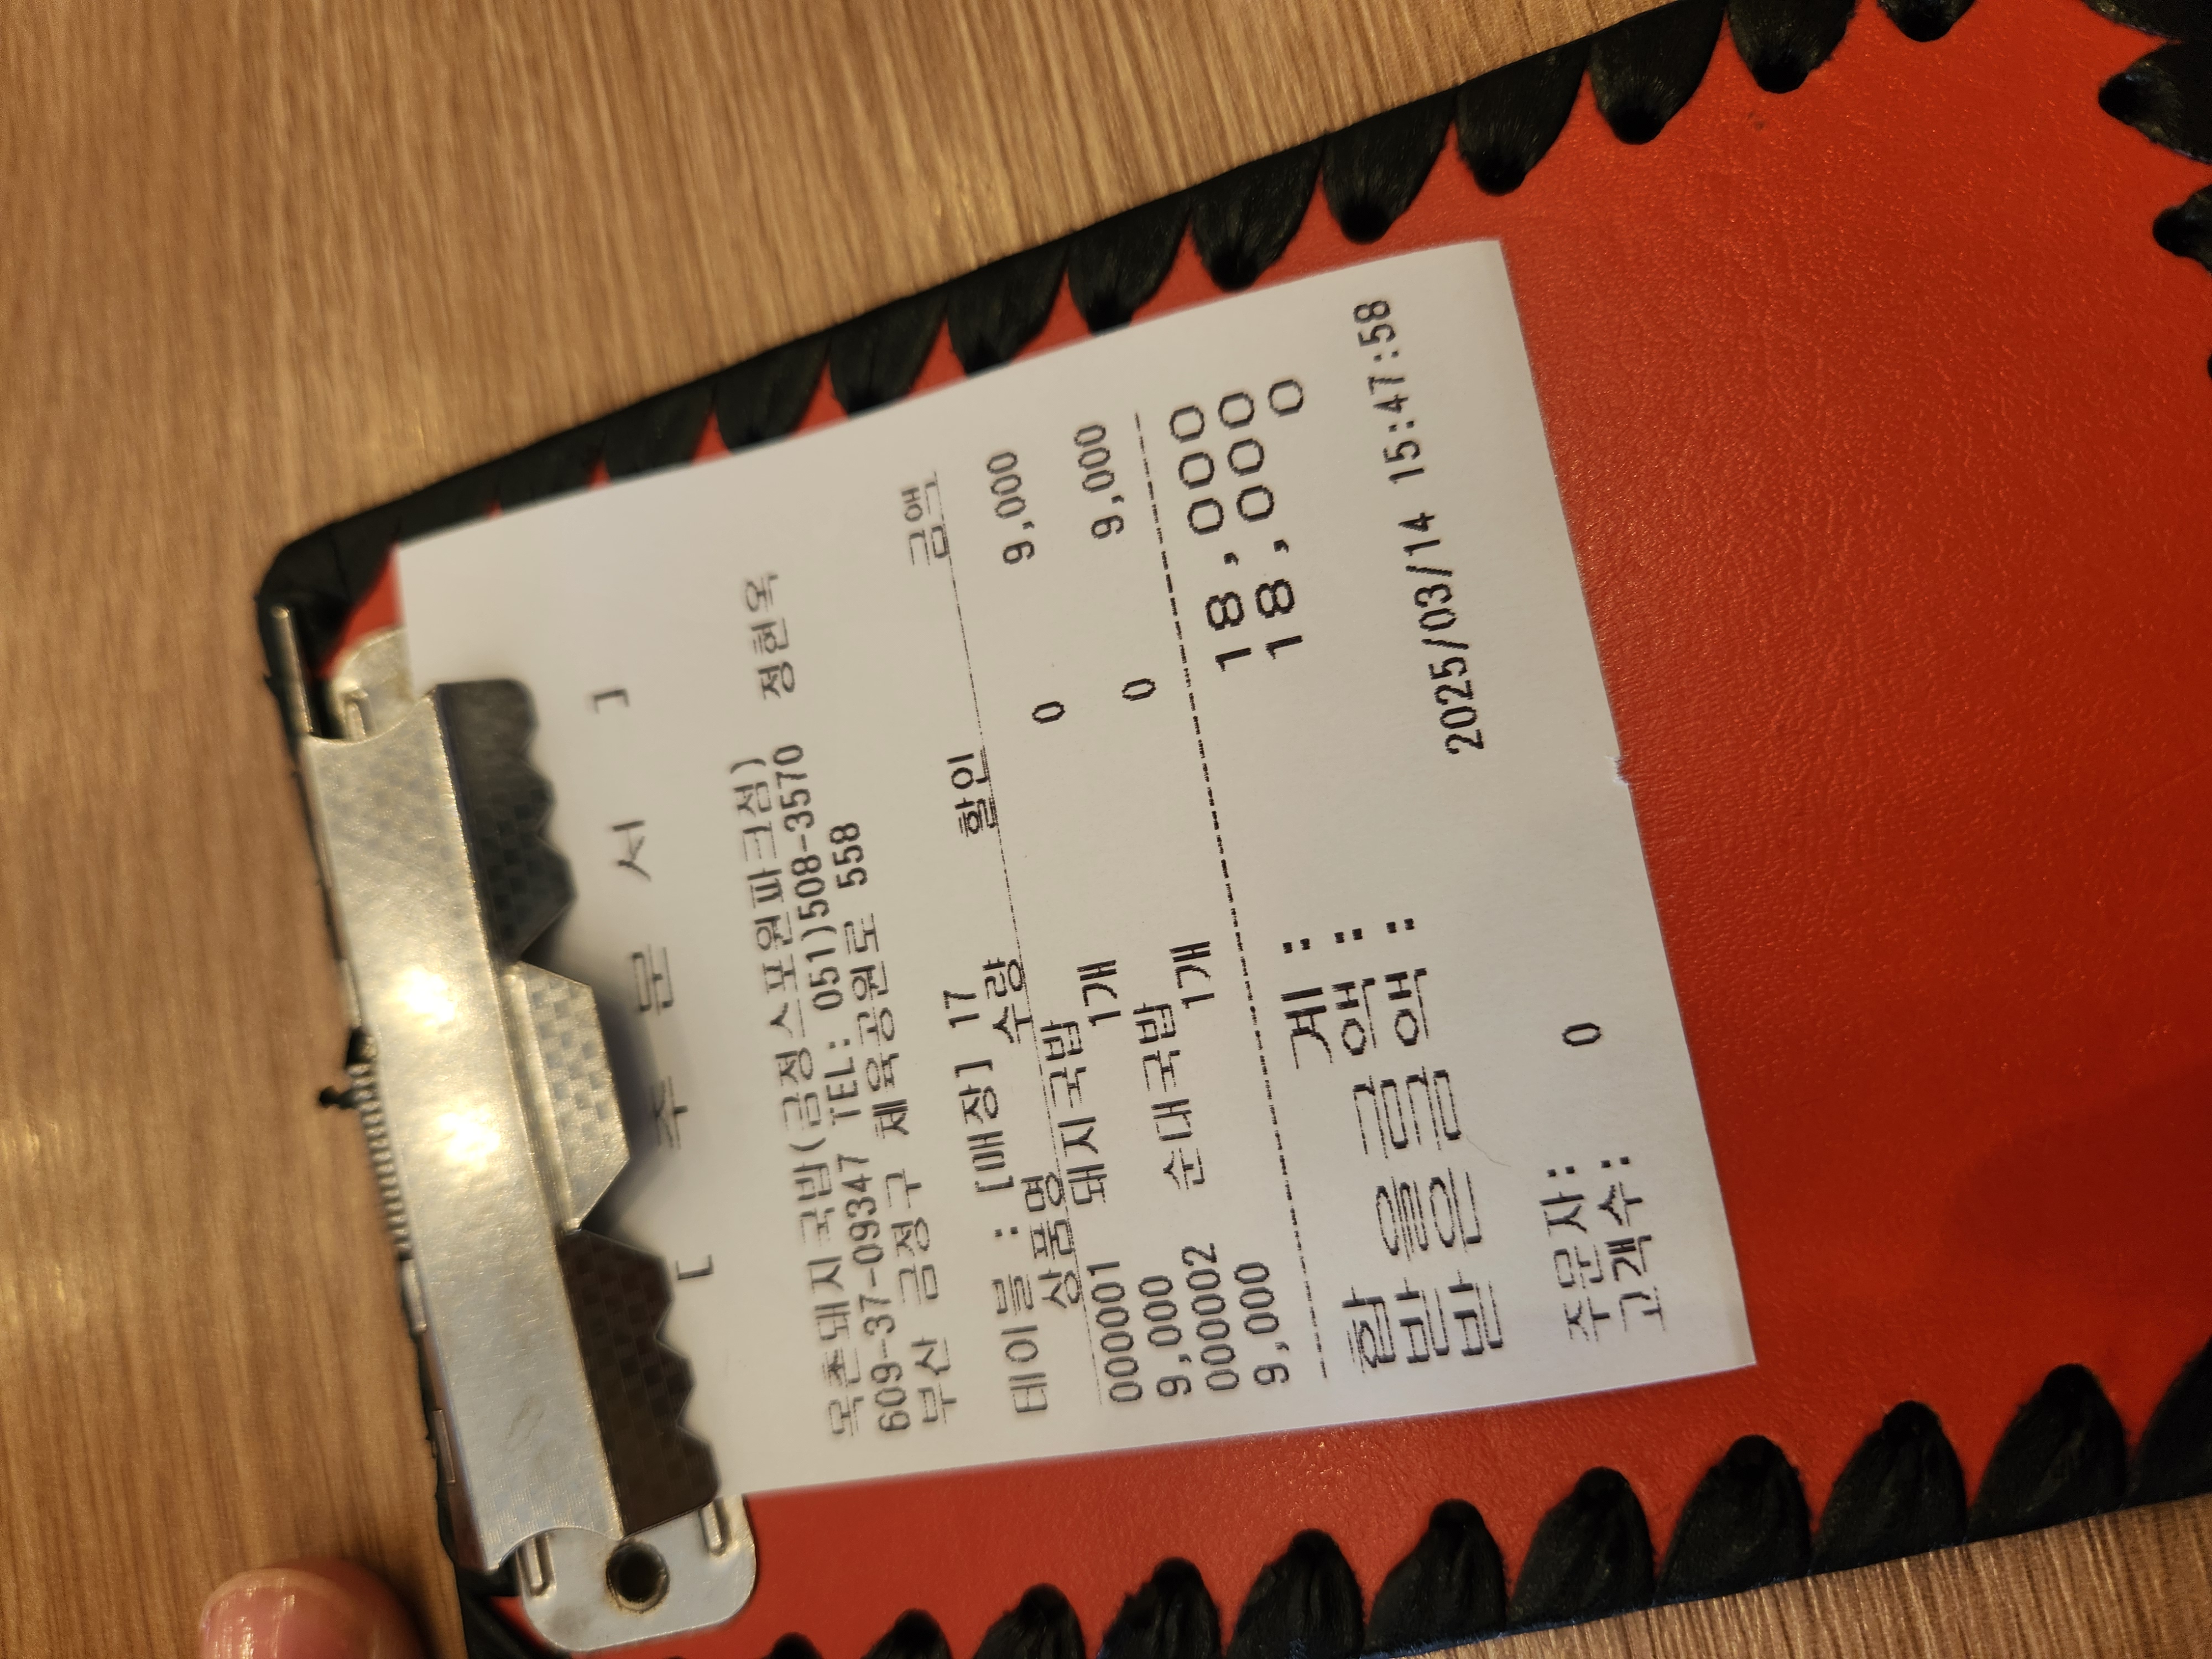 [ 주 문 서 ]
옥촌돼지국밥(금정스포원파크점)
609-37-09347 TEL: 051)508-3570 정현옥
부산 금정구 체육공원로 558
테이블 : [매장] 17
상품명 수량 할인 금액
000001 돼지국밥
9,000 1개 0 9,000
000002 순대국밥
9,000 1개 0 9,000
합 계 : 18,000
받을금액 : 18,000
받은금액 : 0
2025/03/14 15:47:58
주문자: 0
고객수: